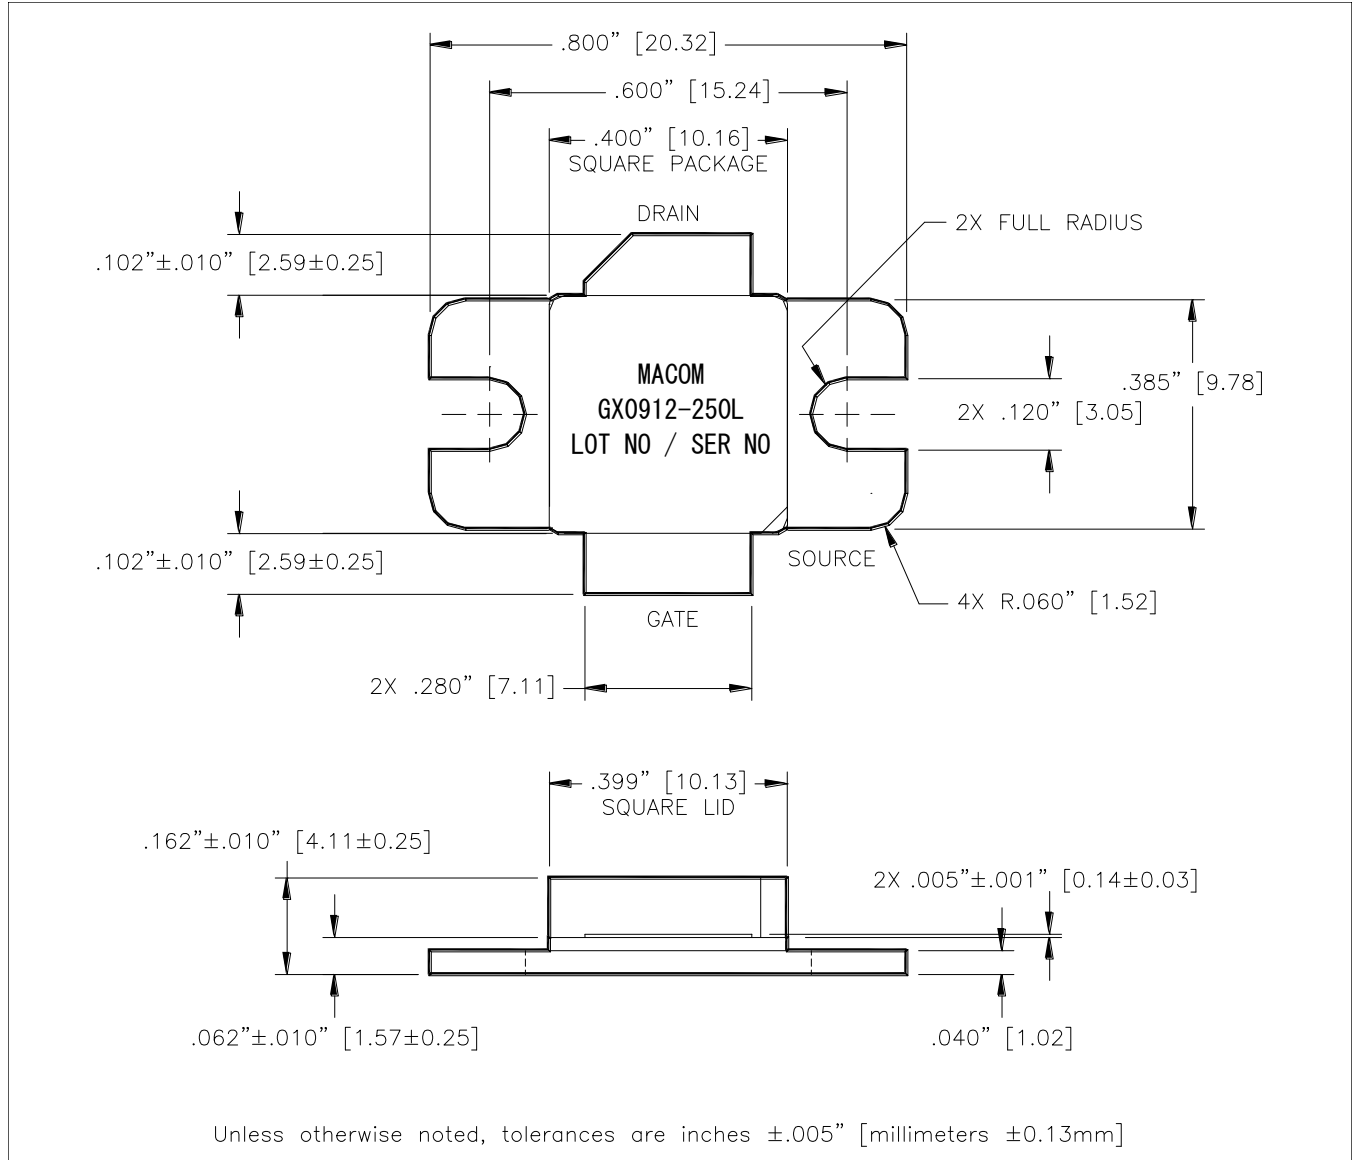 .800” [20.32]
.600” [15.24]
.400” [10.16]
SQUARE PACKAGE
DRAIN
2X FULL RADIUS
.102”±.010” [2.59±0.25]
MACOM
GX0912-250L
LOT NO / SER NO
.385” [9.78]
2X .120” [3.05]
.102”±.010” [2.59±0.25]
SOURCE
4X R.060” [1.52]
GATE
2X .280” [7.11]
.399” [10.13]
SQUARE LID
.162”±.010” [4.11±0.25]
2X .005”±.001” [0.14±0.03]
.062”±.010” [1.57±0.25]
.040” [1.02]
Unless otherwise noted, tolerances are inches ±.005” [millimeters ±0.13mm]